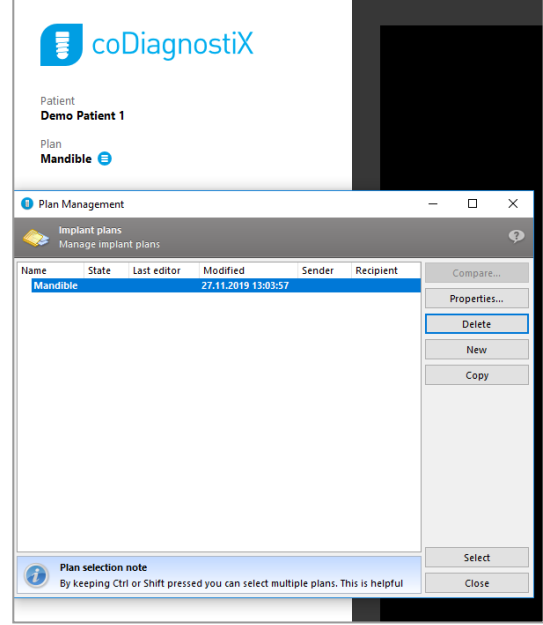 coDiagnostiX
Patient
Demo Patient 1
Plan
Mandible
Plan Management
Implant plans
Manage implant plans
Name State Last editor Modified Sender Recipient
Mandible 27.11.2019 13:03:57
Compare...
Properties...
Delete
New
Copy
Plan selection note
By keeping Ctrl or Shift pressed you can select multiple plans. This is helpful
Select
Close